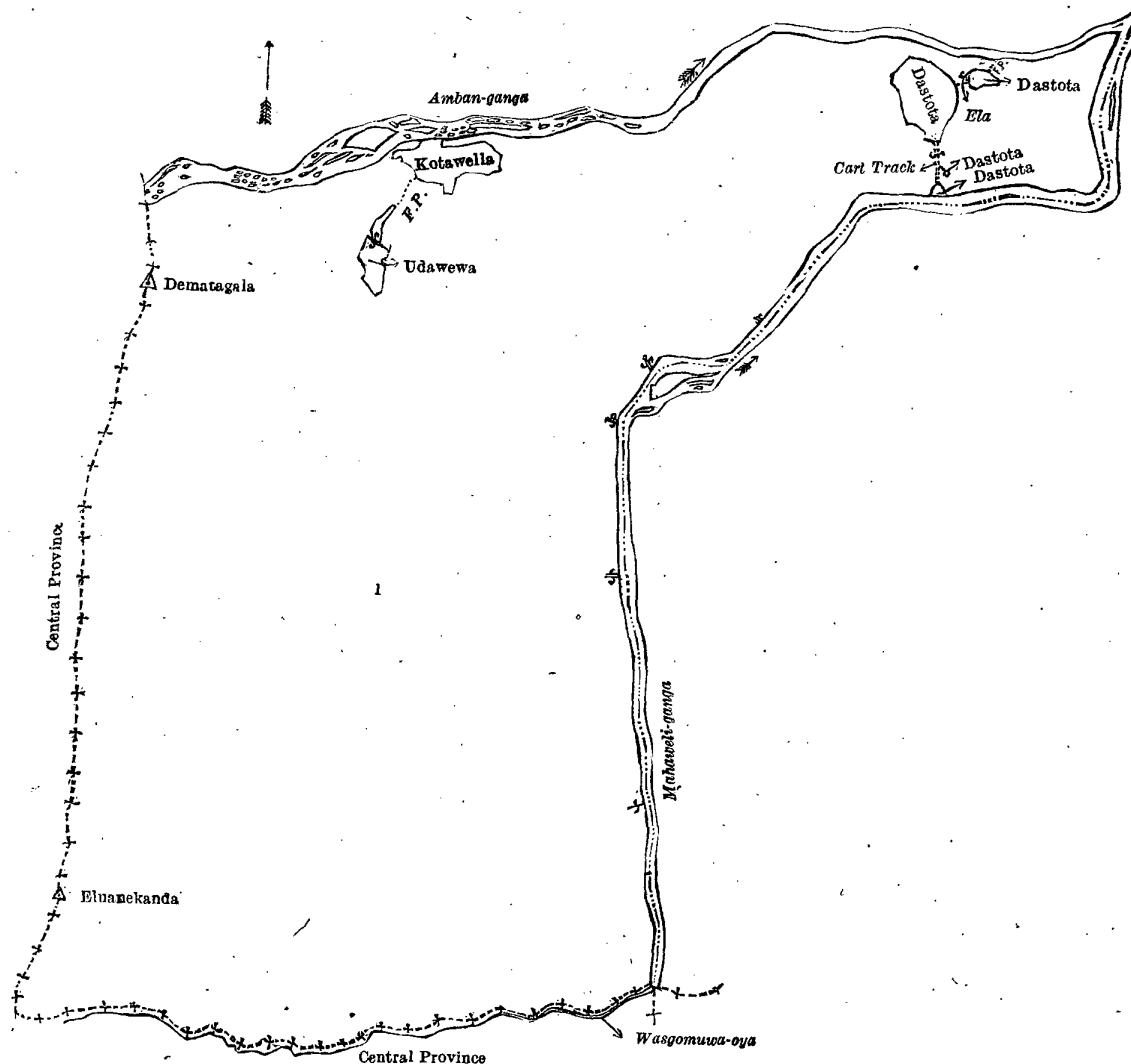 Amban-ganga
Dastota
Dastota
F.P.
Ela
Kotawella
Cart Track
Dastota
Dastota
F.P.
Udawewa
Dematagala
Central Province
1
Mahaweli-ganga
Eluanekanda
Wasgomuwa-oya
Central Province